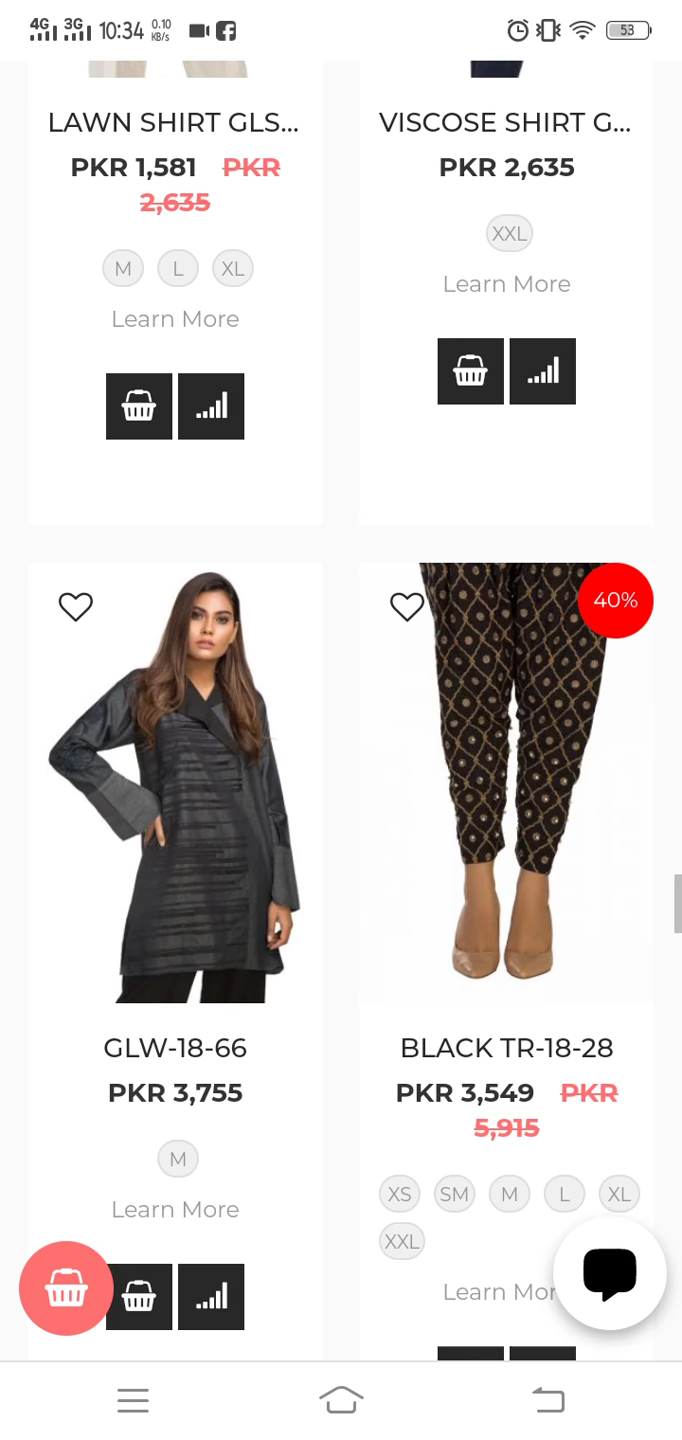 4G 3G 10:34 0.10 KB/s 53
LAWN SHIRT GLS...
PKR 1,581 PKR
2,635
M L XL
Learn More
VISCOSE SHIRT G...
PKR 2,635
XXL
Learn More
GLW-18-66
PKR 3,755
M
Learn More
40%
BLACK TR-18-28
PKR 3,549 PKR
5,915
XS SM M L XL
XXL
Learn Mor